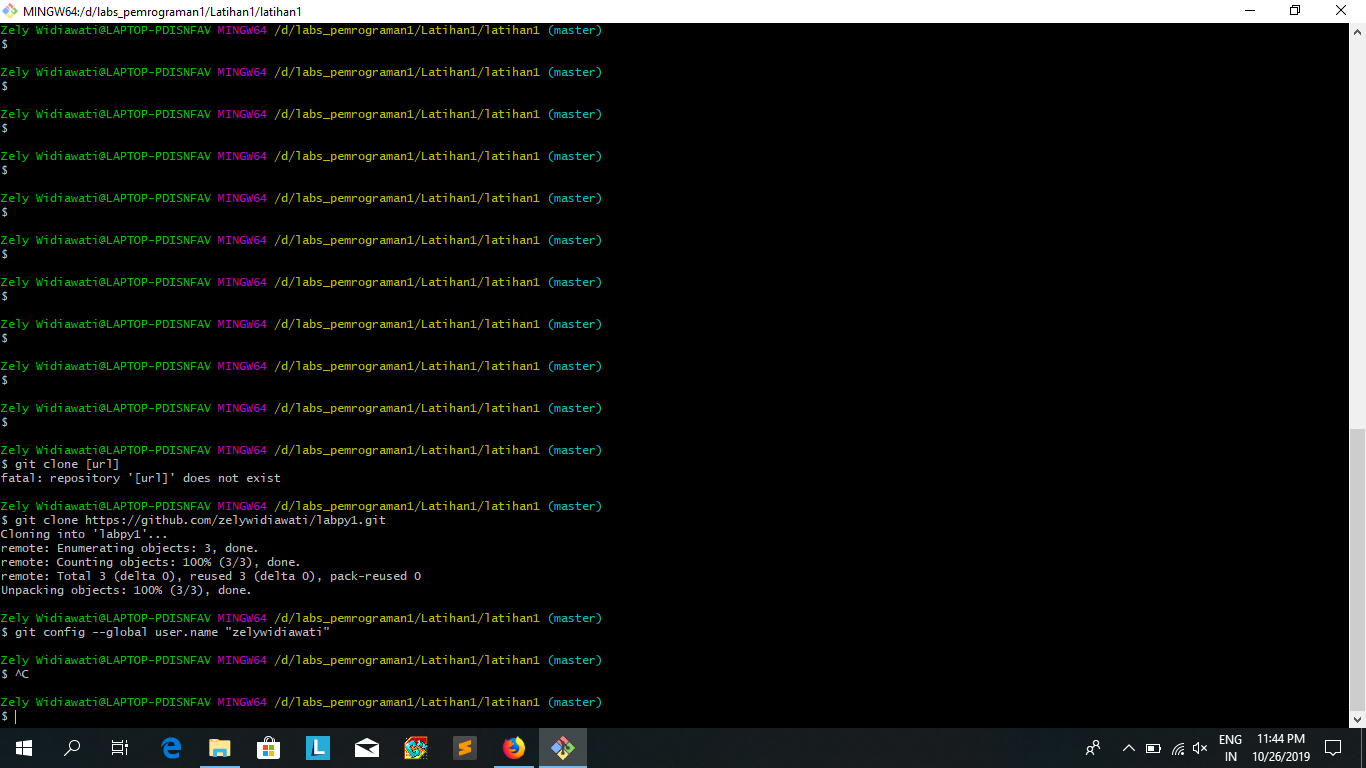 MINGW64:/d/labs_pemrograman1/Latihan1/latihan1
Zely Widiawati@LAPTOP-PDISNFAV MINGW64 /d/labs_pemrograman1/Latihan1/latihan1 (master)
$
Zely Widiawati@LAPTOP-PDISNFAV MINGW64 /d/labs_pemrograman1/Latihan1/latihan1 (master)
$
Zely Widiawati@LAPTOP-PDISNFAV MINGW64 /d/labs_pemrograman1/Latihan1/latihan1 (master)
$
Zely Widiawati@LAPTOP-PDISNFAV MINGW64 /d/labs_pemrograman1/Latihan1/latihan1 (master)
$
Zely Widiawati@LAPTOP-PDISNFAV MINGW64 /d/labs_pemrograman1/Latihan1/latihan1 (master)
$
Zely Widiawati@LAPTOP-PDISNFAV MINGW64 /d/labs_pemrograman1/Latihan1/latihan1 (master)
$
Zely Widiawati@LAPTOP-PDISNFAV MINGW64 /d/labs_pemrograman1/Latihan1/latihan1 (master)
$
Zely Widiawati@LAPTOP-PDISNFAV MINGW64 /d/labs_pemrograman1/Latihan1/latihan1 (master)
$
Zely Widiawati@LAPTOP-PDISNFAV MINGW64 /d/labs_pemrograman1/Latihan1/latihan1 (master)
$
Zely Widiawati@LAPTOP-PDISNFAV MINGW64 /d/labs_pemrograman1/Latihan1/latihan1 (master)
$
Zely Widiawati@LAPTOP-PDISNFAV MINGW64 /d/labs_pemrograman1/Latihan1/latihan1 (master)
$ git clone [url]
fatal: repository '[url]' does not exist
Zely Widiawati@LAPTOP-PDISNFAV MINGW64 /d/labs_pemrograman1/Latihan1/latihan1 (master)
$ git clone https://github.com/zelywidiawati/labpy1.git
Cloning into 'labpy1'...
remote: Enumerating objects: 3, done.
remote: Counting objects: 100% (3/3), done.
remote: Total 3 (delta 0), reused 3 (delta 0), pack-reused 0
Unpacking objects: 100% (3/3), done.
Zely Widiawati@LAPTOP-PDISNFAV MINGW64 /d/labs_pemrograman1/Latihan1/latihan1 (master)
$ git config --global user.name "zelywidiawati"
Zely Widiawati@LAPTOP-PDISNFAV MINGW64 /d/labs_pemrograman1/Latihan1/latihan1 (master)
$ ^C
Zely Widiawati@LAPTOP-PDISNFAV MINGW64 /d/labs_pemrograman1/Latihan1/latihan1 (master)
$
L
ENG
IN
11:44 PM
10/26/2019